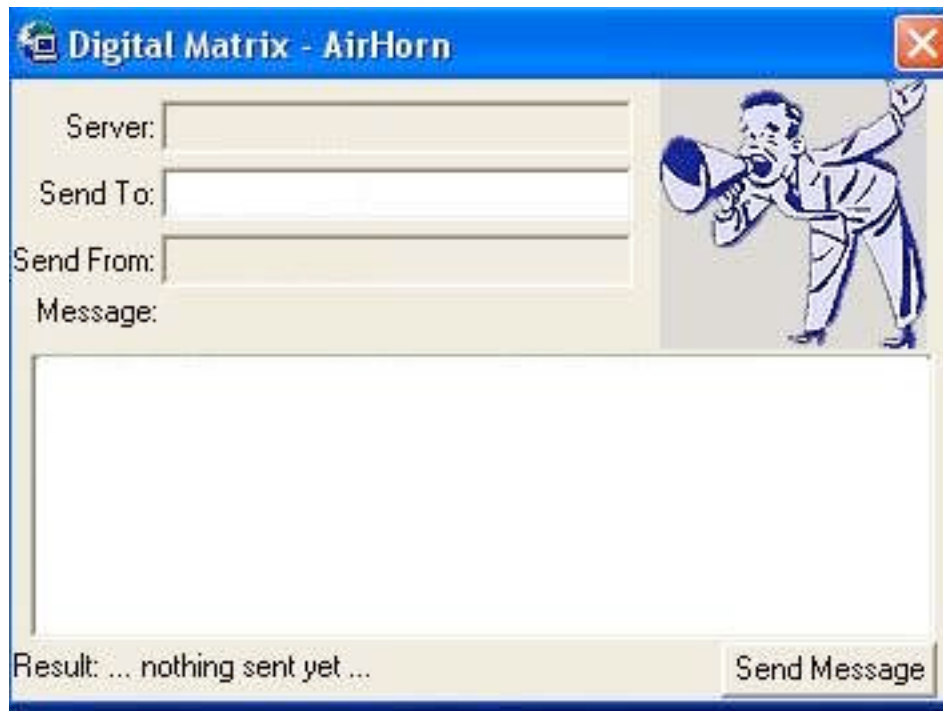 Digital Matrix - AirHorn
Server:
Send To:
Send From:
Message:
Result: ... nothing sent yet ...
Send Message